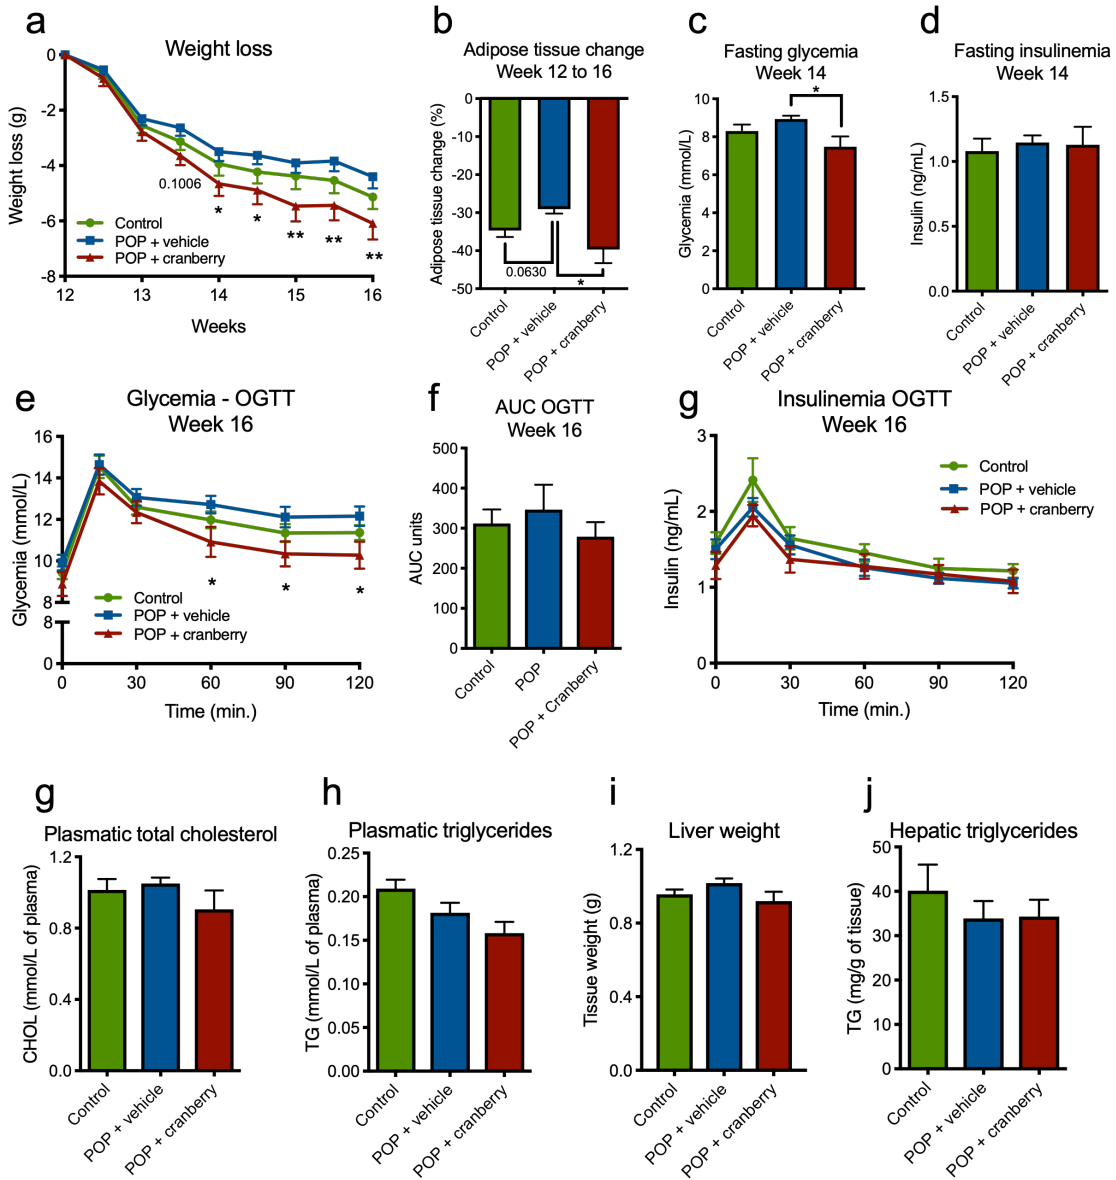 a
Weight loss
Weight loss (g)
0
-2
-4
-6
-8
0.1006
*
*
**
**
**
Control
POP + vehicle
POP + cranberry
12
13
14
15
16
Weeks
b
Adipose tissue change
Week 12 to 16
Adipose tissue change (%)
0
-10
-20
-30
-40
-50
0.0630
*
Control
POP + vehicle
POP + cranberry
c
Fasting glycemia
Week 14
Glycemia (mmol/L)
10
8
6
4
2
0
*
Control
POP + vehicle
POP + cranberry
d
Fasting insulinemia
Week 14
Insulin (ng/mL)
1.5
1.0
0.5
0.0
Control
POP + vehicle
POP + cranberry
e
Glycemia - OGTT
Week 16
Glycemia (mmol/L)
16
14
12
10
8
8
0
*
*
*
Control
POP + vehicle
POP + cranberry
0
30
60
90
120
Time (min.)
f
AUC OGTT
Week 16
AUC units
500
400
300
200
100
0
Control
POP
POP + Cranberry
g
Insulinemia OGTT
Week 16
Insulin (ng/mL)
3
2
1
0
Control
POP + vehicle
POP + cranberry
0
30
60
90
120
Time (min.)
g
Plasmatic total cholesterol
CHOL (mmol/L of plasma)
1.2
0.8
0.4
0.0
Control
POP + vehicle
POP + cranberry
h
Plasmatic triglycerides
TG (mmol/L of plasma)
0.25
0.20
0.15
0.10
0.05
0.00
Control
POP + vehicle
POP + cranberry
i
Liver weight
Tissue weight (g)
1.2
0.8
0.4
0.0
Control
POP + vehicle
POP + cranberry
j
Hepatic triglycerides
TG (mg/g of tissue)
50
40
30
20
10
0
Control
POP + vehicle
POP + cranberry